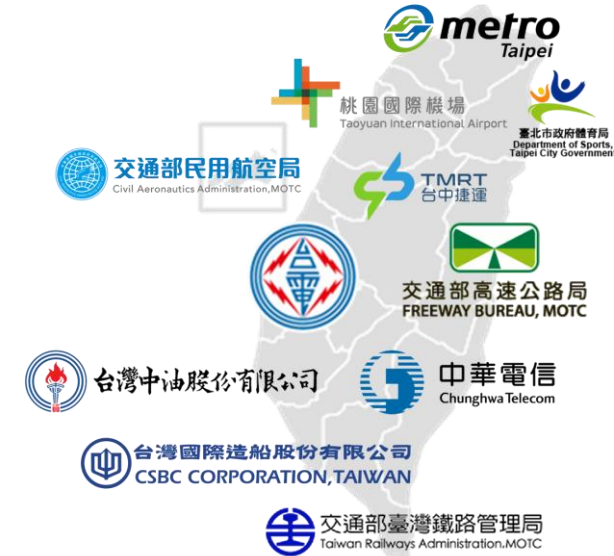 metro
Taipei
桃園國際機場
Taoyuan International Airport
臺北市政府體育局
Department of Sports,
Taipei City Government
交通部民用航空局
Civil Aeronautics Administration,MOTC
TMRT
台中捷運
台電
交通部高速公路局
FREEWAY BUREAU, MOTC
台灣中油股份有限公司
中華電信
Chunghwa Telecom
台灣國際造船股份有限公司
CSBC CORPORATION,TAIWAN
交通部臺灣鐵路管理局
Taiwan Railways Administration,MOTC